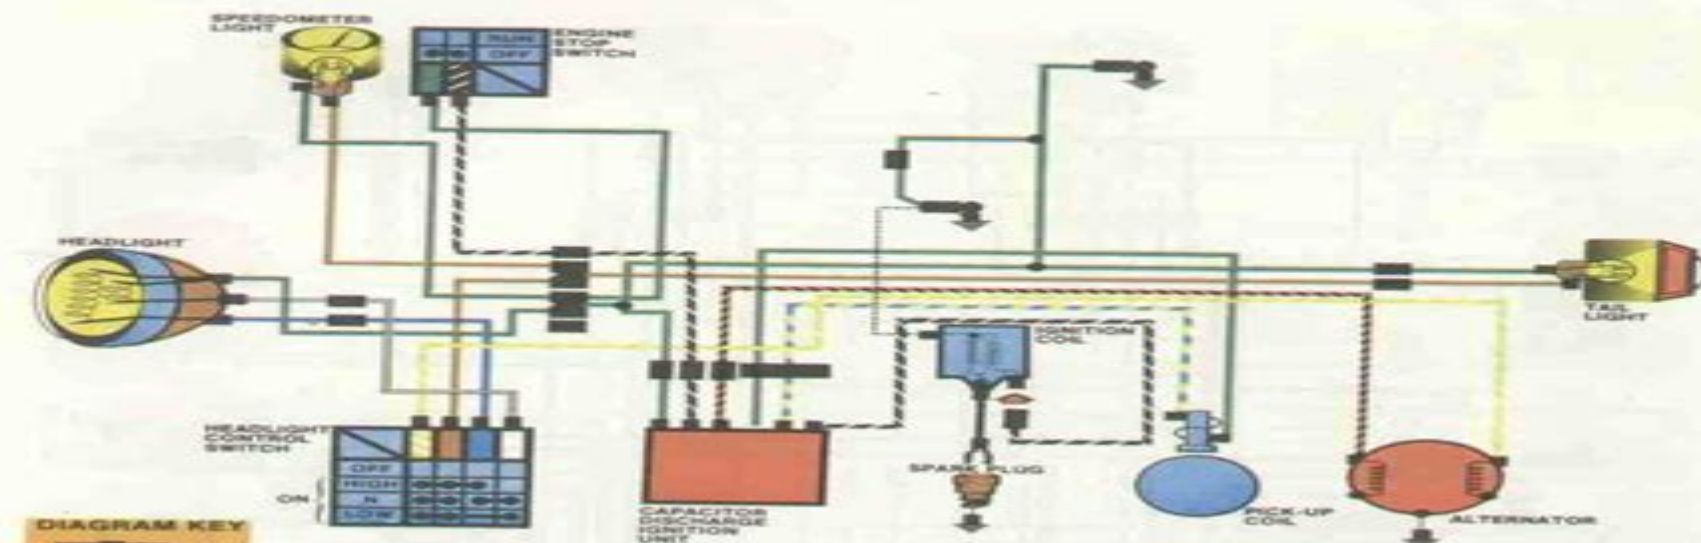 SPEEDOMETER
LIGHT
RUN
OFF
ENGINE
STOP
SWITCH
HEADLIGHT
TAIL
LIGHT
IGNITION
COIL
HEADLIGHT
CONTROL
SWITCH
OFF
HIGH
N
LOW
ON
CAPACITOR
DISCHARGE
IGNITION
UNIT
SPARK PLUG
PICK-UP
COIL
ALTERNATOR
DIAGRAM KEY